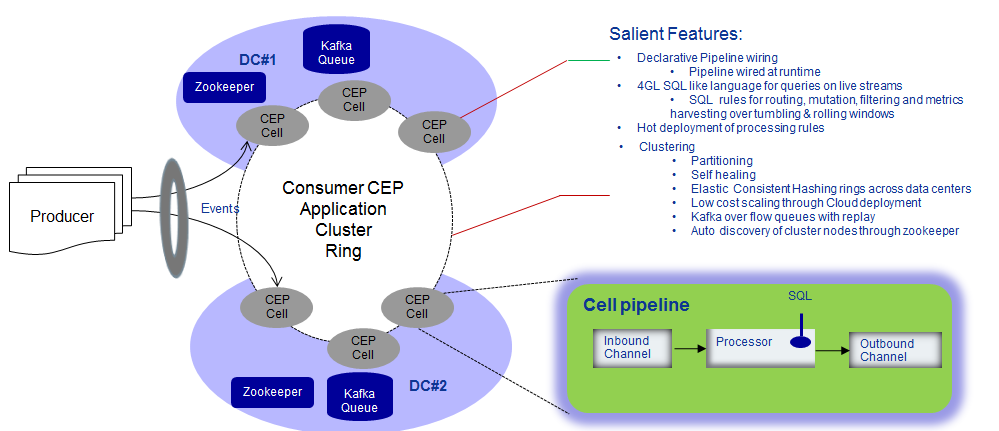 Salient Features:
• Declarative Pipeline wiring
• Pipeline wired at runtime
• 4GL SQL like language for queries on live streams
• SQL rules for routing, mutation, filtering and metrics
harvesting over tumbling & rolling windows
• Hot deployment of processing rules
• Clustering
• Partitioning
• Self healing
• Elastic Consistent Hashing rings across data centers
• Low cost scaling through Cloud deployment
• Kafka over flow queues with replay
• Auto discovery of cluster nodes through zookeeper
DC#1
Kafka
Queue
Zookeeper
CEP
Cell
CEP
Cell
CEP
Cell
Producer
Events
Consumer CEP
Application
Cluster
Ring
CEP
Cell
CEP
Cell
CEP
Cell
DC#2
Zookeeper
Kafka
Queue
Cell pipeline
SQL
Inbound
Channel
Processor
Outbound
Channel